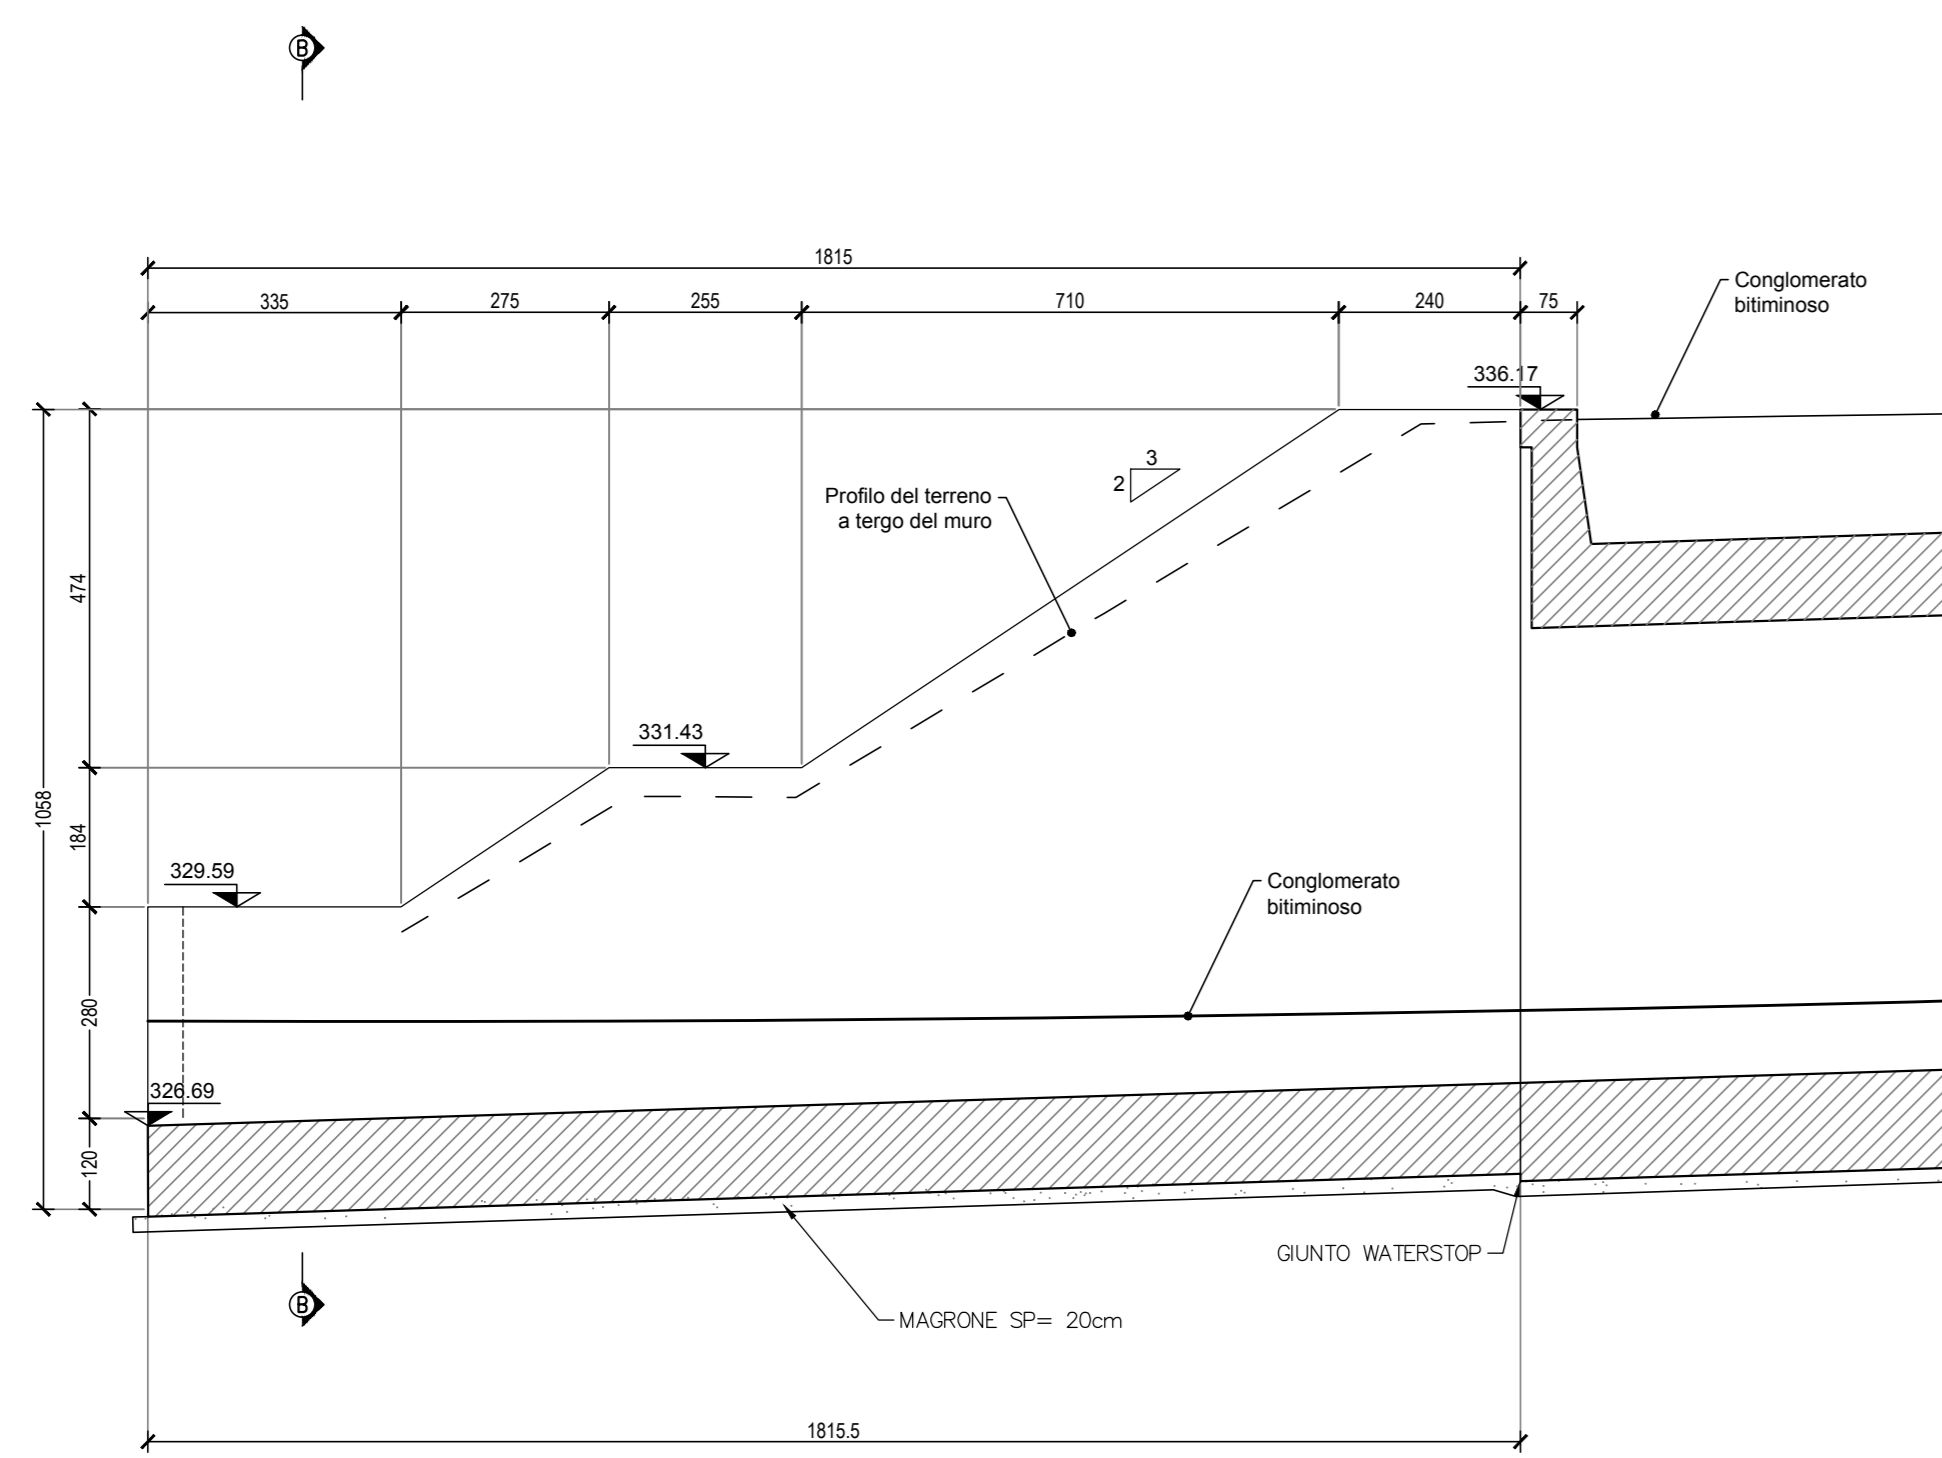 B
1815
335
275
255
710
240
75
Conglomerato
bitiminoso
336.17
3
2
Profilo del terreno
a tergo del muro
474
331.43
1058
184
329.59
Conglomerato
bitiminoso
280
326.69
120
GIUNTO WATERSTOP
B
MAGRONE SP= 20cm
1815.5